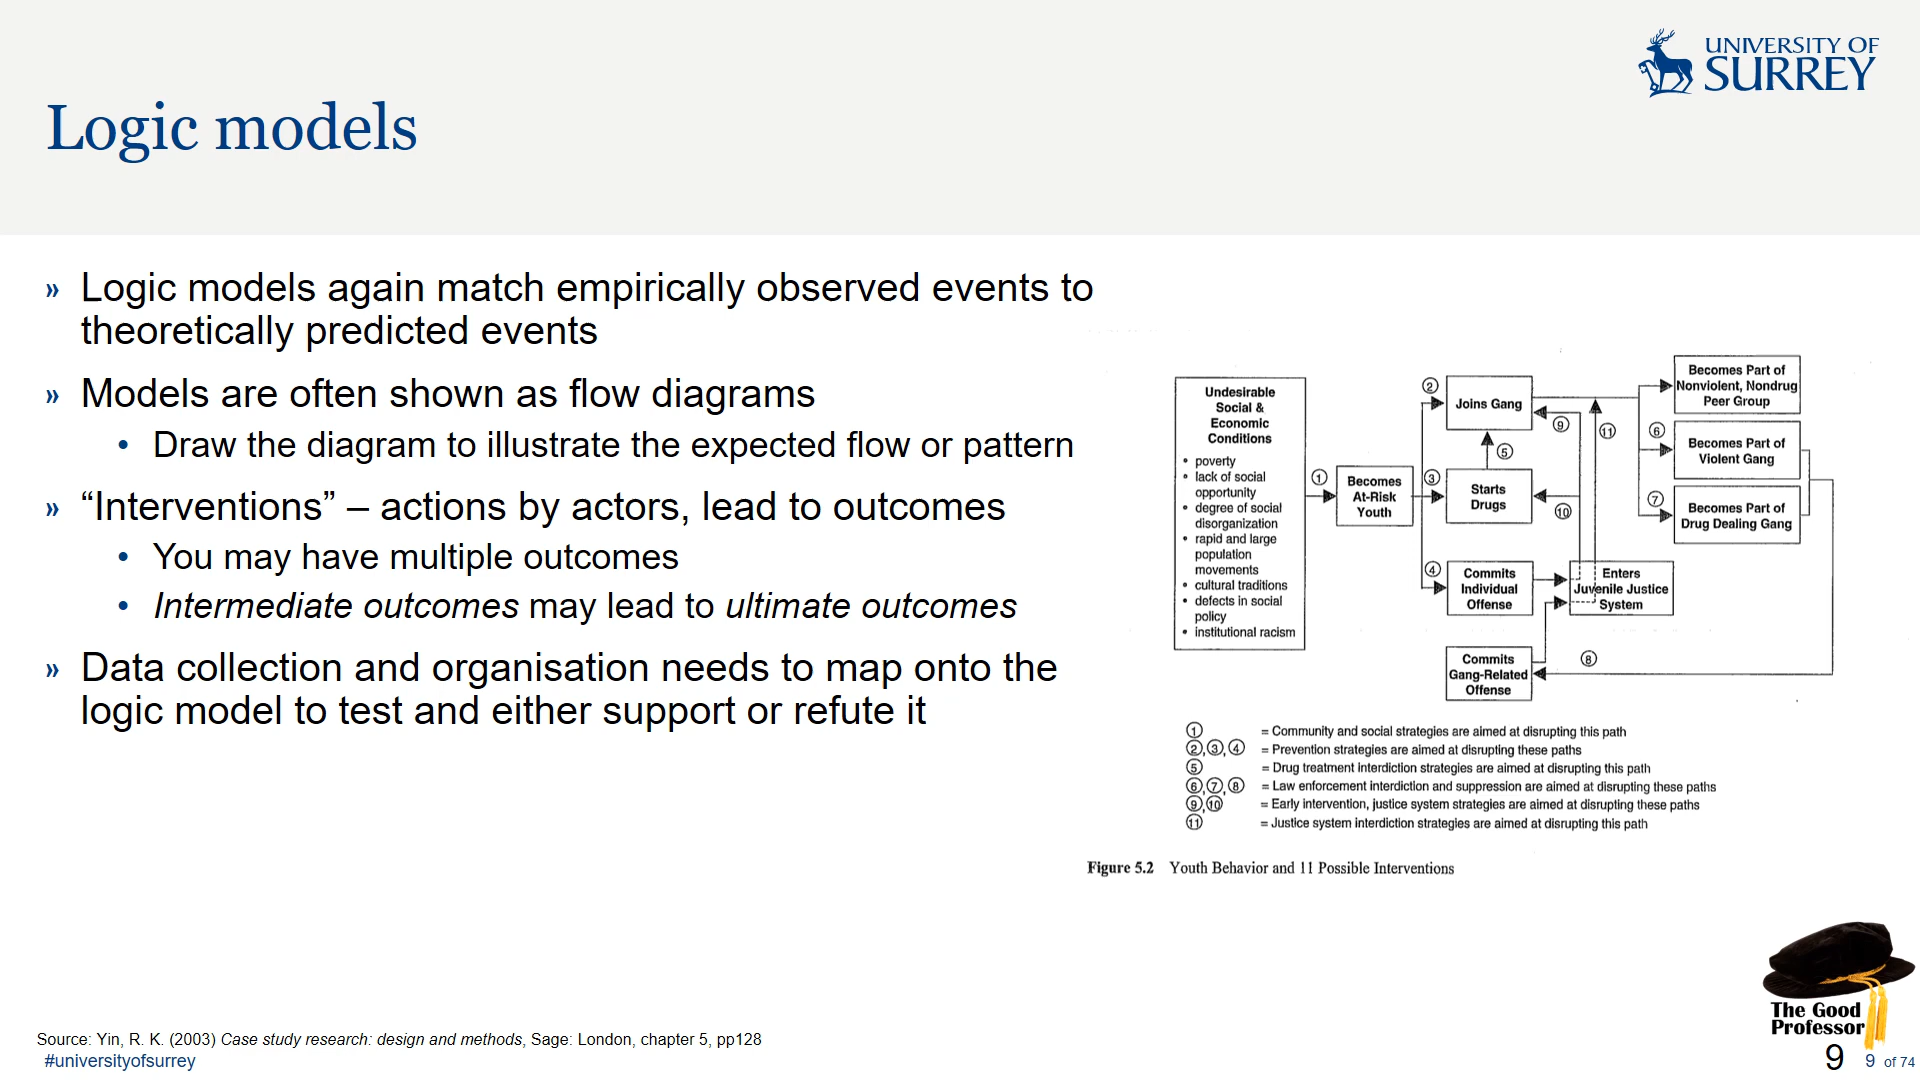 UNIVERSITY OF
SURREY
Logic models
» Logic models again match empirically observed events to
theoretically predicted events
» Models are often shown as flow diagrams
• Draw the diagram to illustrate the expected flow or pattern
» “Interventions” – actions by actors, lead to outcomes
• You may have multiple outcomes
• Intermediate outcomes may lead to ultimate outcomes
» Data collection and organisation needs to map onto the
logic model to test and either support or refute it
Undesirable
Social &
Economic
Conditions
• poverty
• lack of social
opportunity
• degree of social
disorganization
• rapid and large
population
movements
• cultural traditions
• defects in social
policy
• institutional racism
①
Becomes
At-Risk
Youth
②
Joins Gang
③
Starts
Drugs
④
Commits
Individual
Offense
⑤
⑨
⑩
⑪
Enters
Juvenile Justice
System
Commits
Gang-Related
Offense
Becomes Part of
Nonviolent, Nondrug
Peer Group
⑥
Becomes Part of
Violent Gang
⑦
Becomes Part of
Drug Dealing Gang
⑧
① = Community and social strategies are aimed at disrupting this path
②,③,④ = Prevention strategies are aimed at disrupting these paths
⑤ = Drug treatment interdiction strategies are aimed at disrupting this path
⑥,⑦,⑧ = Law enforcement interdiction and suppression are aimed at disrupting these paths
⑨,⑩ = Early intervention, justice system strategies are aimed at disrupting these paths
⑪ = Justice system interdiction strategies are aimed at disrupting this path
Figure 5.2 Youth Behavior and 11 Possible Interventions
The Good
Professor
Source: Yin, R. K. (2003) Case study research: design and methods, Sage: London, chapter 5, pp128
#universityofsurrey
9
9 of 74